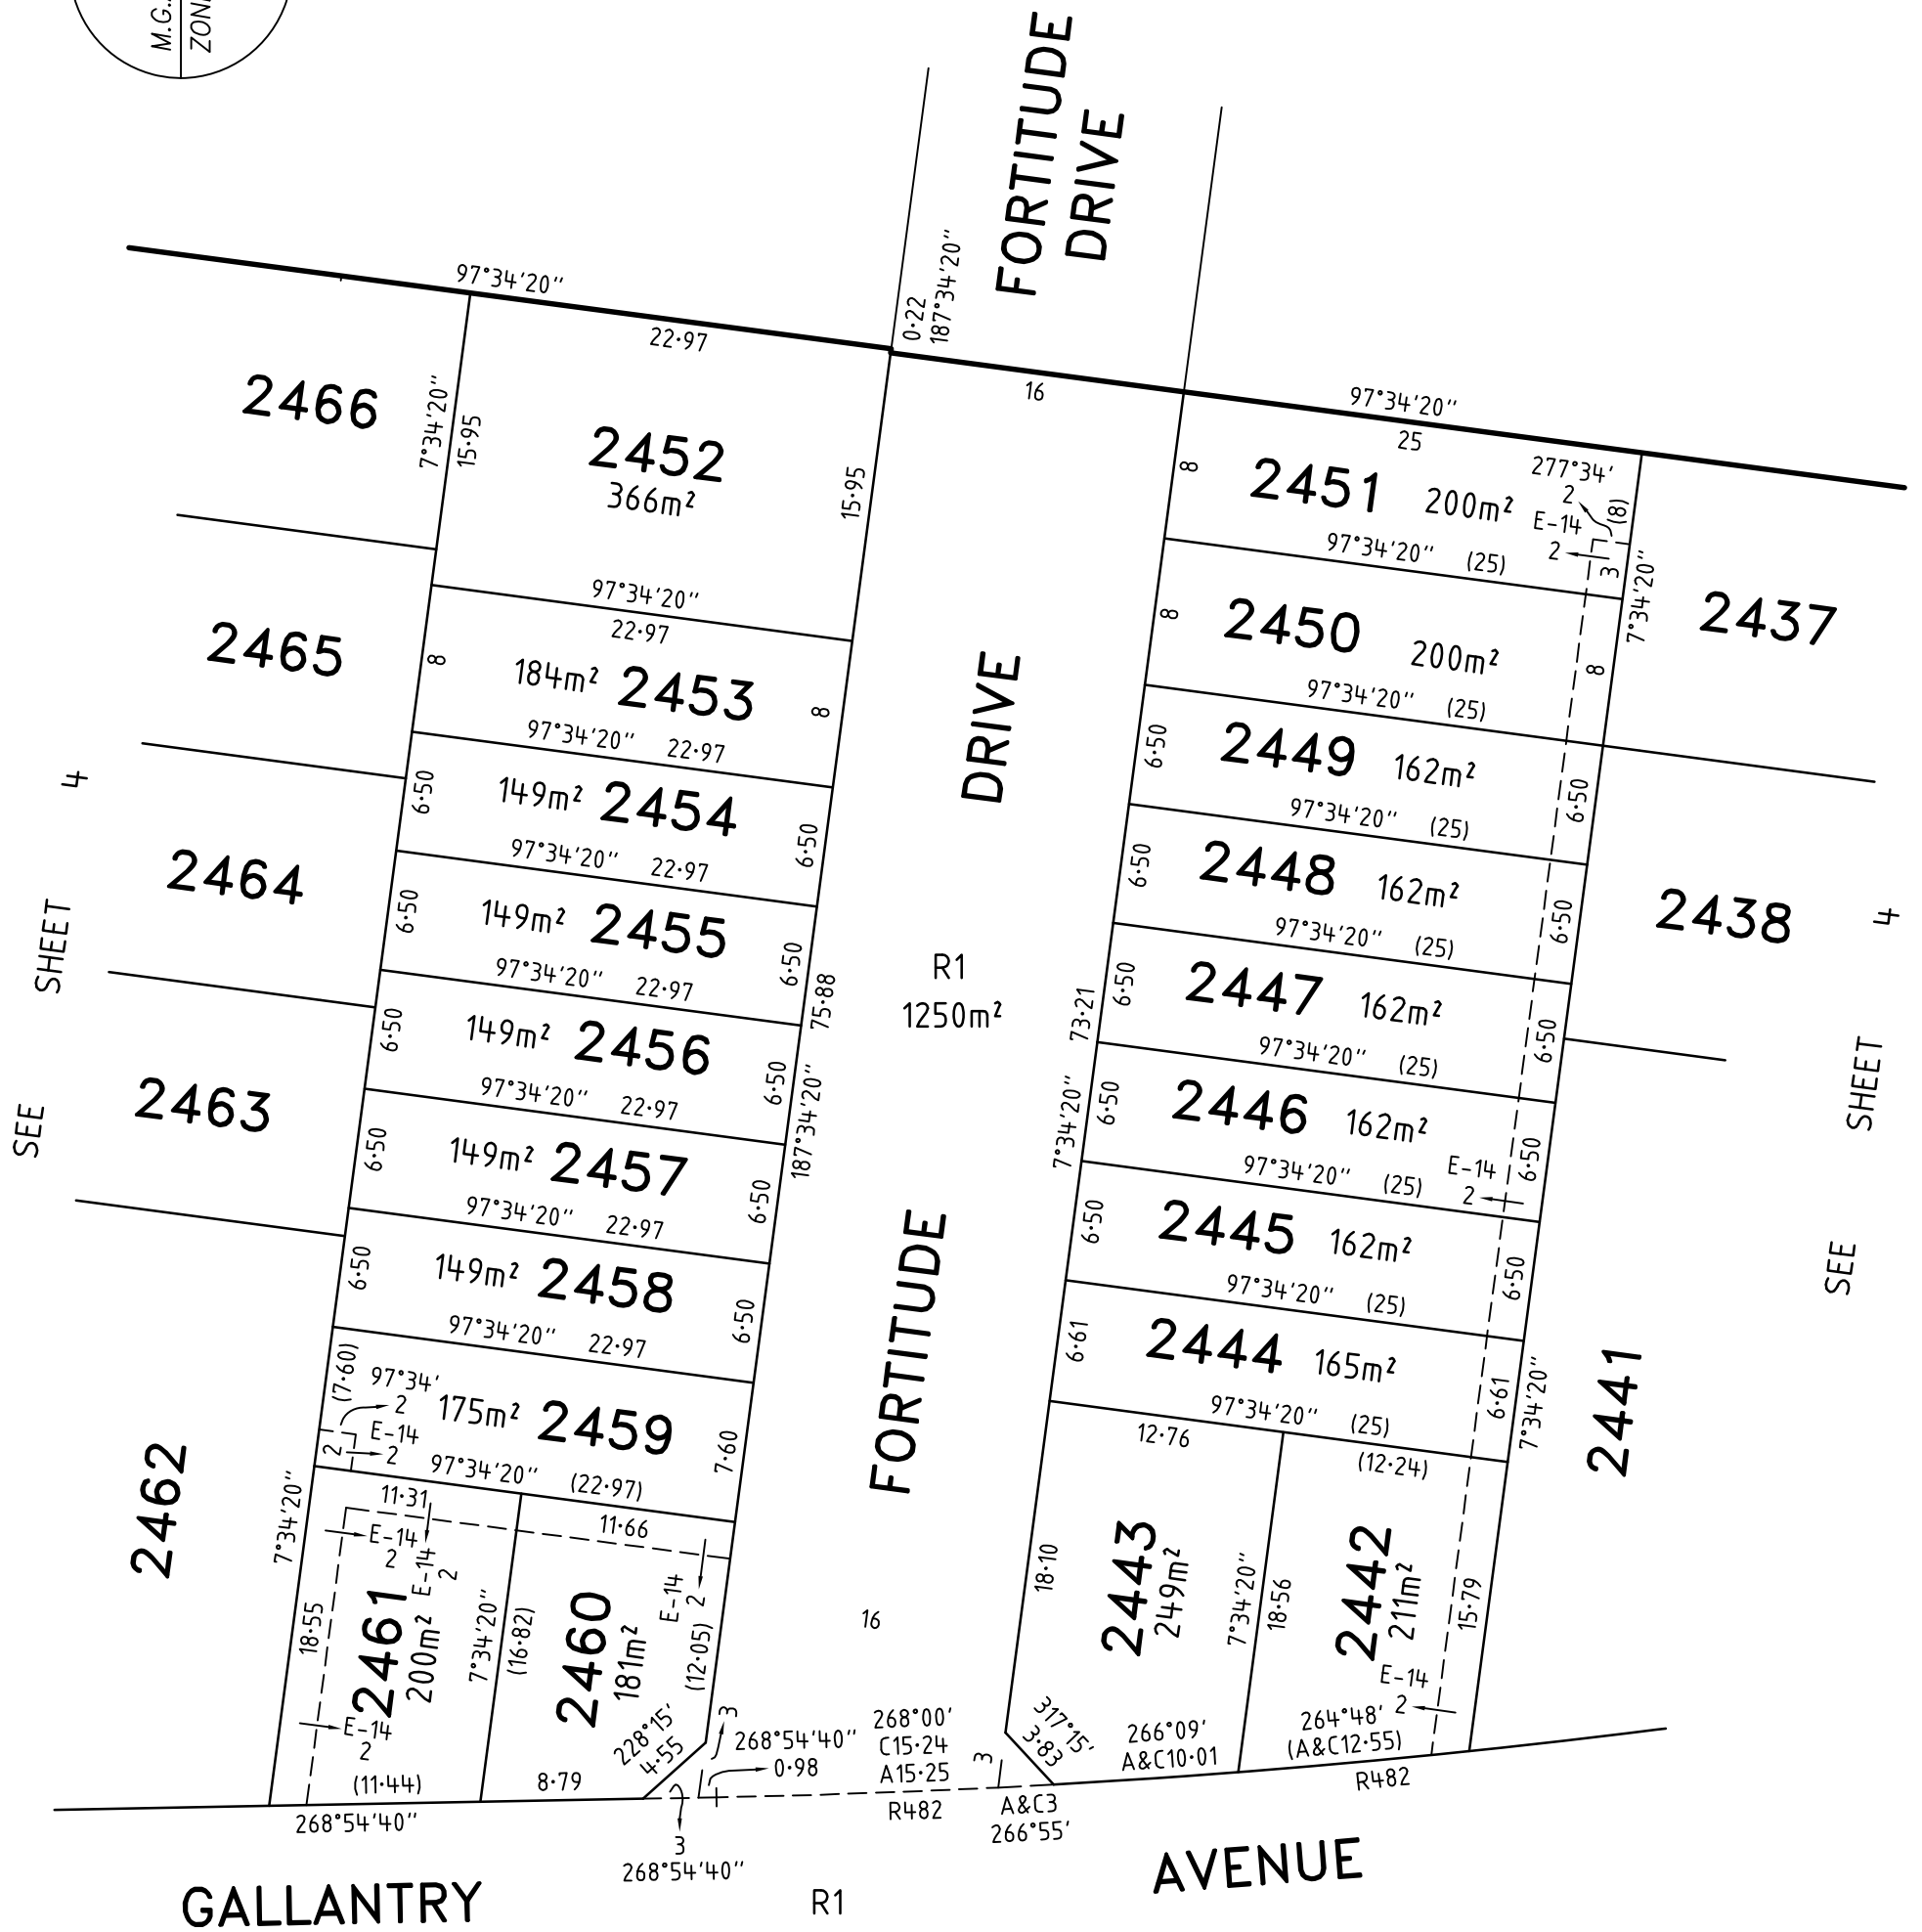 M.G.
ZON
FORTITUDE
DRIVE
97°34'20"
22·97
0·22
187°34'20"
16
97°34'20"
25
2466
7°34'20"
15·95
2452
366m²
15·95
8
2451
200m²
277°34'
2
(8)
E-14
2
3
97°34'20" (25)
7°34'20"
2437
97°34'20"
22·97
2465
8
184m² 2453
8
97°34'20" 22·97
8
2450
200m²
8
97°34'20" (25)
DRIVE
4
SHEET
SEE
2464
6·50
149m² 2454
6·50
97°34'20" 22·97
6·50
2449 162m²
6·50
97°34'20" (25)
6·50
149m² 2455
6·50
97°34'20" 22·97
6·50
2448 162m²
6·50
97°34'20" (25)
2438
4
SHEET
SEE
R1
1250m²
75·88
187°34'20"
73·21
7°34'20"
2463
6·50
149m² 2456
6·50
97°34'20" 22·97
6·50
2447 162m²
6·50
97°34'20" (25)
6·50
149m² 2457
6·50
97°34'20" 22·97
6·50
2446 162m²
6·50
E-14
2
97°34'20" (25)
6·50
149m² 2458
6·50
97°34'20" 22·97
6·50
2445 162m²
6·50
97°34'20" (25)
FORTITUDE
(7·60)
97°34'
2
175m² 2459
E-14
2
2
7·60
97°34'20" (22·97)
6·61
2444 165m²
6·61
97°34'20" (25)
7°34'20"
2441
2462
7°34'20"
11·31
11·66
E-14
2
E-14
2
18·55
2461
200m²
7°34'20"
(16·82)
E-14
2
(11·44)
268°54'40"
2460
181m²
E-14
2
(12·05)
228°15'
4·55
8·79
3
3
268°54'40"
268°54'40"
0·98
16
268°00'
C15·24
A15·25
R482
3
A&C3
266°55'
12·76
(12·24)
18·10
2443
249m²
7°34'20"
18·56
317°15'
3·83
266°09'
A&C10·01
2442
211m²
15·79
E-14
2
264°48'
(A&C12·55)
R482
GALLANTRY
AVENUE
R1